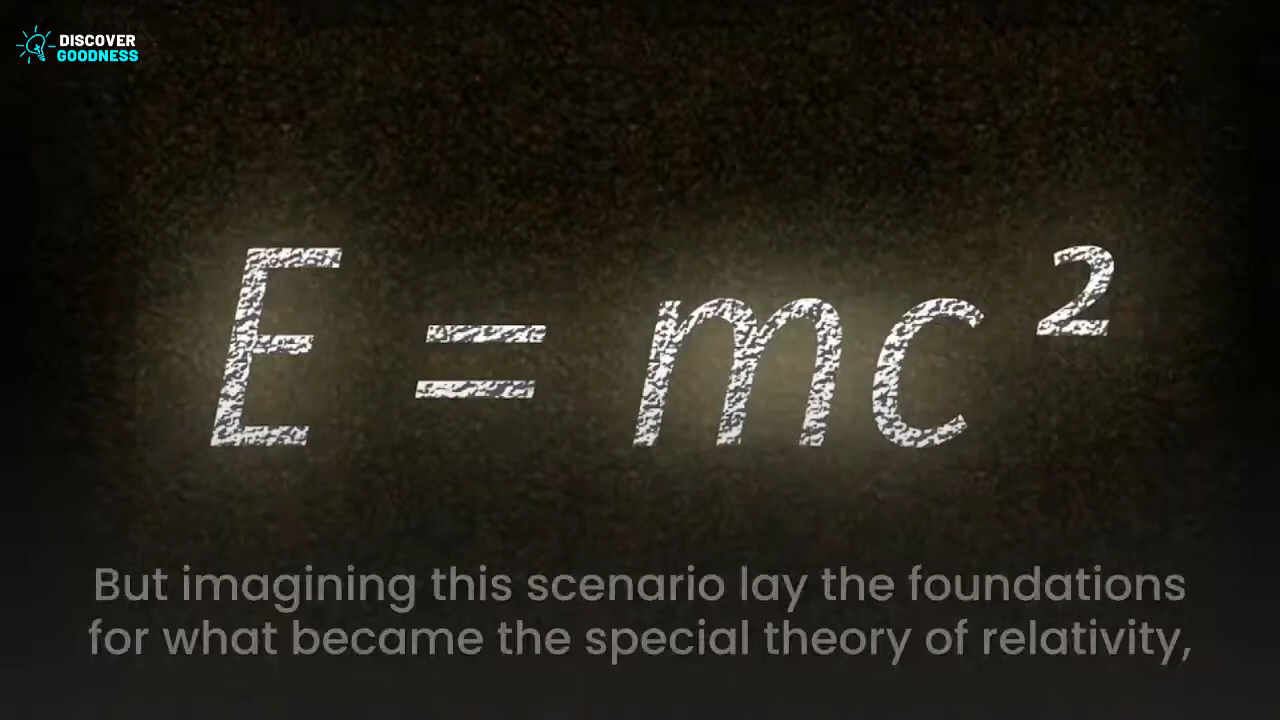 DISCOVER
GOODNESS
E = mc²
But imagining this scenario lay the foundations
for what became the special theory of relativity,